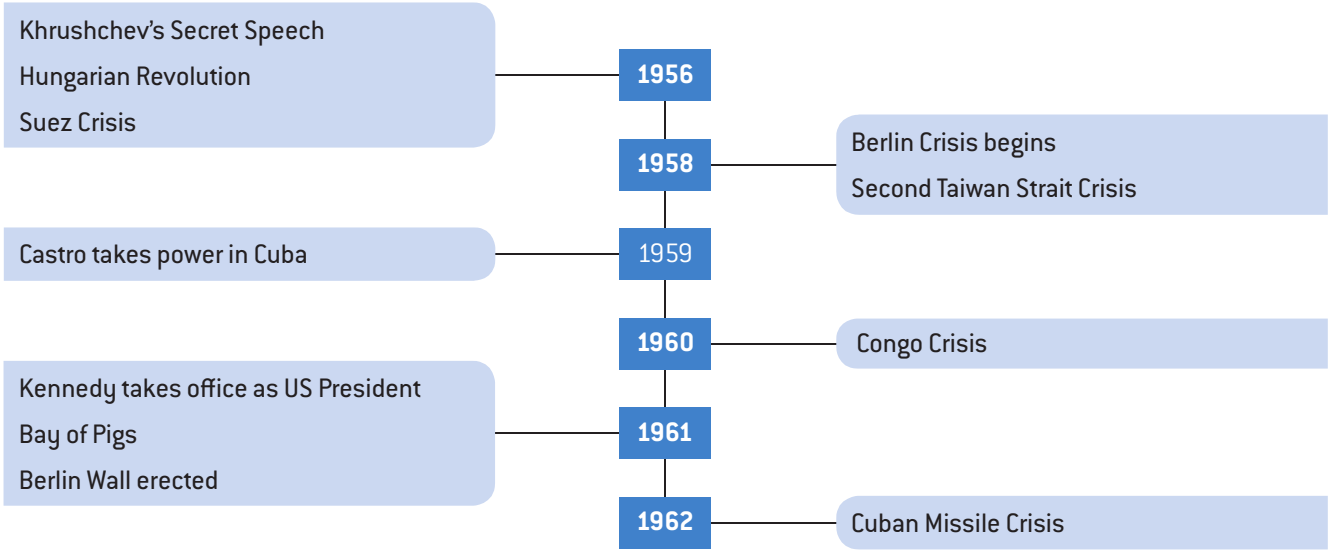 Khrushchev’s Secret Speech
Hungarian Revolution
Suez Crisis
1956
1958
Berlin Crisis begins
Second Taiwan Strait Crisis
Castro takes power in Cuba
1959
1960
Congo Crisis
Kennedy takes office as US President
Bay of Pigs
Berlin Wall erected
1961
1962
Cuban Missile Crisis